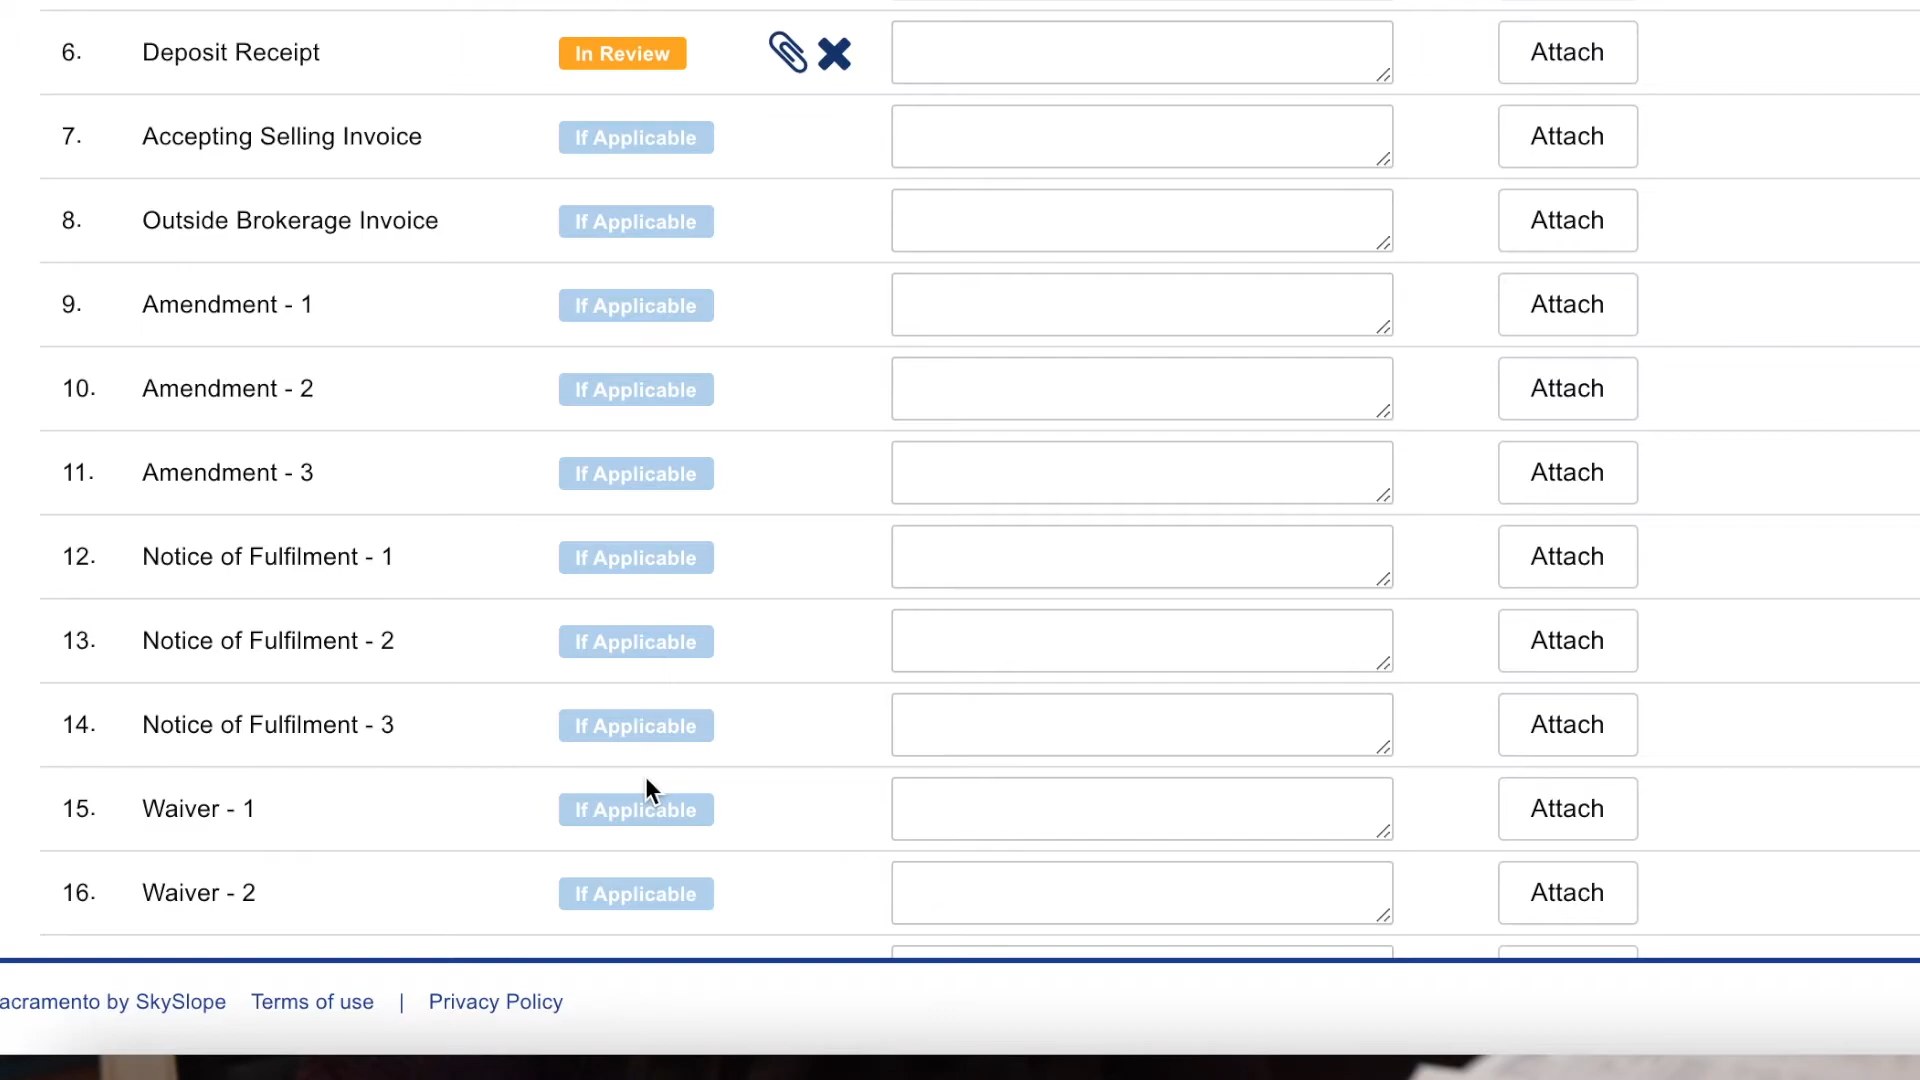 6. Deposit Receipt In Review Attach
7. Accepting Selling Invoice If Applicable Attach
8. Outside Brokerage Invoice If Applicable Attach
9. Amendment - 1 If Applicable Attach
10. Amendment - 2 If Applicable Attach
11. Amendment - 3 If Applicable Attach
12. Notice of Fulfilment - 1 If Applicable Attach
13. Notice of Fulfilment - 2 If Applicable Attach
14. Notice of Fulfilment - 3 If Applicable Attach
15. Waiver - 1 If Applicable Attach
16. Waiver - 2 If Applicable Attach
acramento by SkySlope Terms of use | Privacy Policy